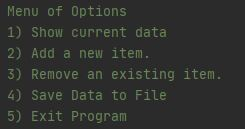 Menu of Options
1) Show current data
2) Add a new item.
3) Remove an existing item.
4) Save Data to File
5) Exit Program